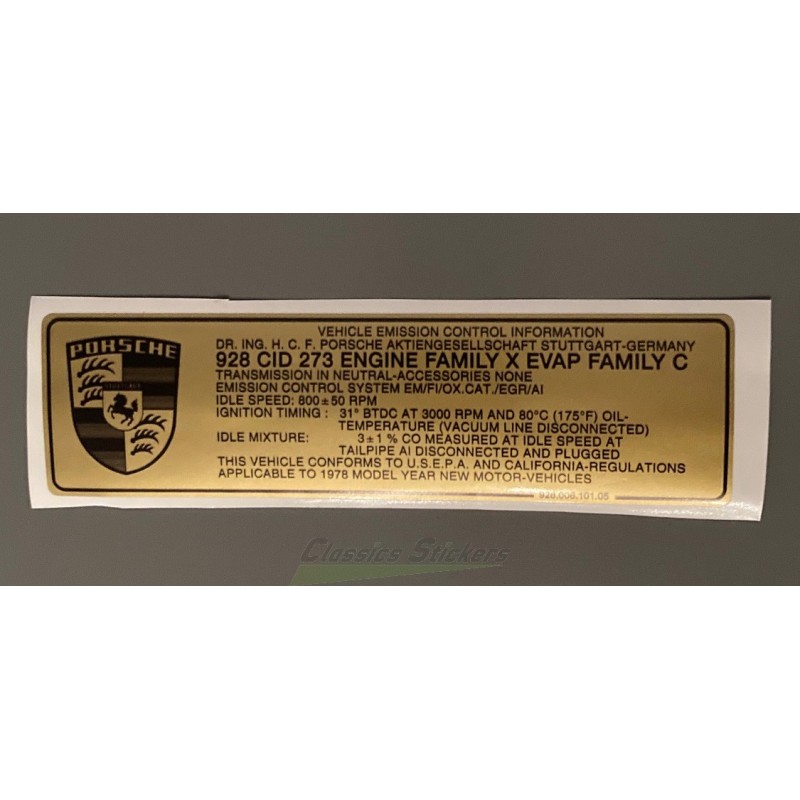 VEHICLE EMISSION CONTROL INFORMATION
DR. ING. H. C. F. PORSCHE AKTIENGESELLSCHAFT STUTTGART-GERMANY
PORSCHE
928 CID 273 ENGINE FAMILY X EVAP FAMILY C
TRANSMISSION IN NEUTRAL-ACCESSORIES NONE
EMISSION CONTROL SYSTEM EM/FI/OX.CAT./EGR/AI
STUTTGART
IDLE SPEED: 800±50 RPM
IGNITION TIMING : 31° BTDC AT 3000 RPM AND 80°C (175°F) OIL-
TEMPERATURE (VACUUM LINE DISCONNECTED)
IDLE MIXTURE: 3±1 % CO MEASURED AT IDLE SPEED AT
TAILPIPE AI DISCONNECTED AND PLUGGED
THIS VEHICLE CONFORMS TO U.S.E.P.A. AND CALIFORNIA-REGULATIONS
APPLICABLE TO 1978 MODEL YEAR NEW MOTOR-VEHICLES
928.006.101.05
Classics Stickers